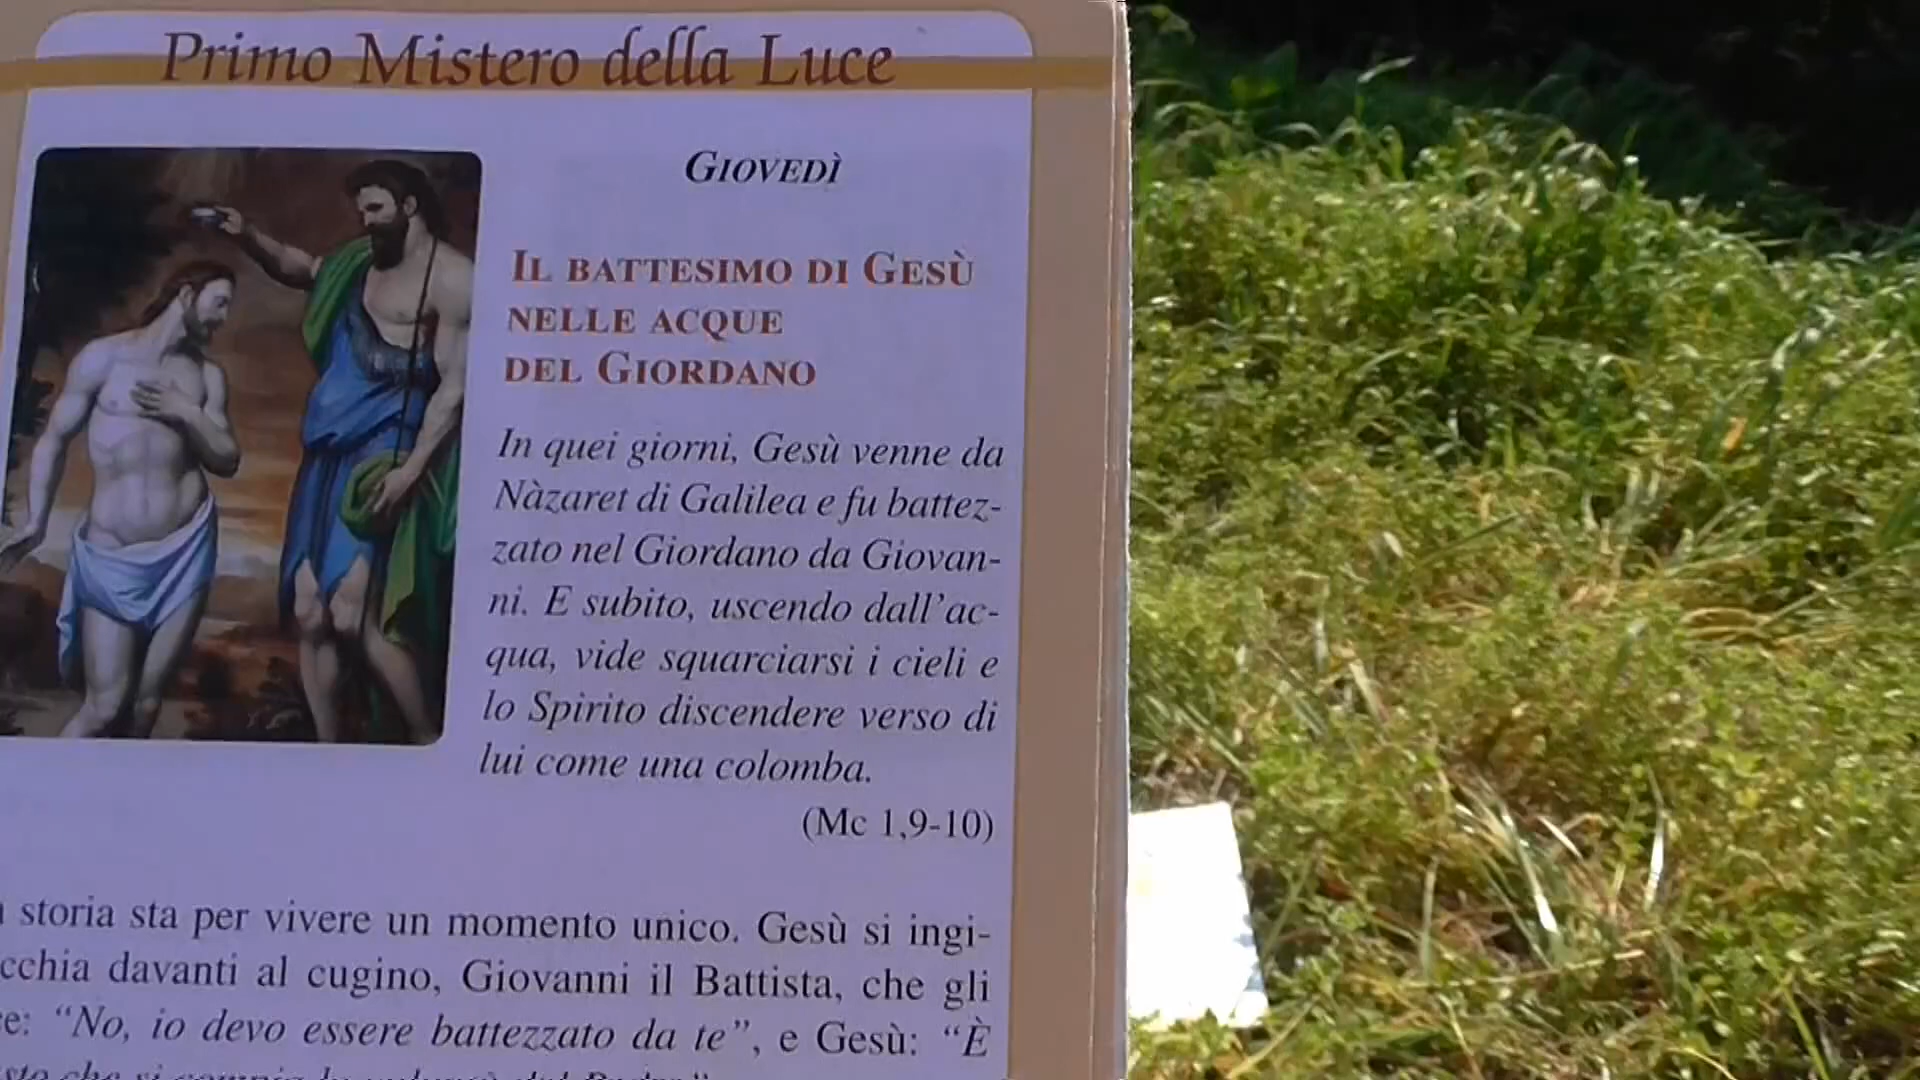 Primo Mistero della Luce
Giovedì
Il battesimo di Gesù
nelle acque
del Giordano
In quei giorni, Gesù venne da
Nàzaret di Galilea e fu battez-
zato nel Giordano da Giovan-
ni. E subito, uscendo dall'ac-
qua, vide squarciarsi i cieli e
lo Spirito discendere verso di
lui come una colomba.
(Mc 1,9-10)
storia sta per vivere un momento unico. Gesù si ingi-
cchia davanti al cugino, Giovanni il Battista, che gli
e: “No, io devo essere battezzato da te”, e Gesù: “È